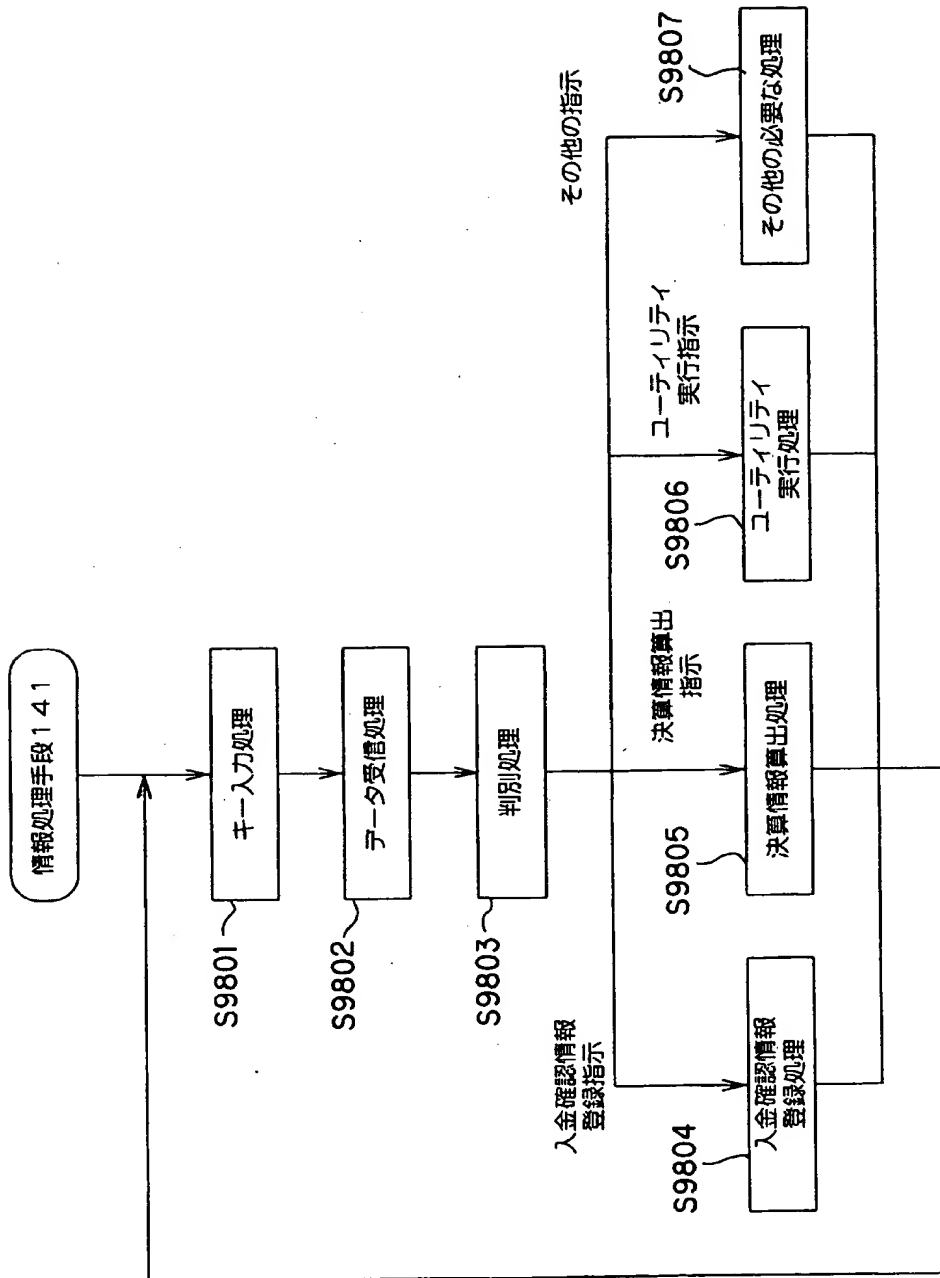 情報処理手段１４１
キー入力処理
S9801
データ受信処理
S9802
判別処理
S9803
入金確認情報
登録指示
決算情報算出
指示
ユーティリティ
実行指示
その他の指示
入金確認情報
登録処理
S9804
決算情報算出処理
S9805
ユーティリティ
実行処理
S9806
その他の必要な処理
S9807